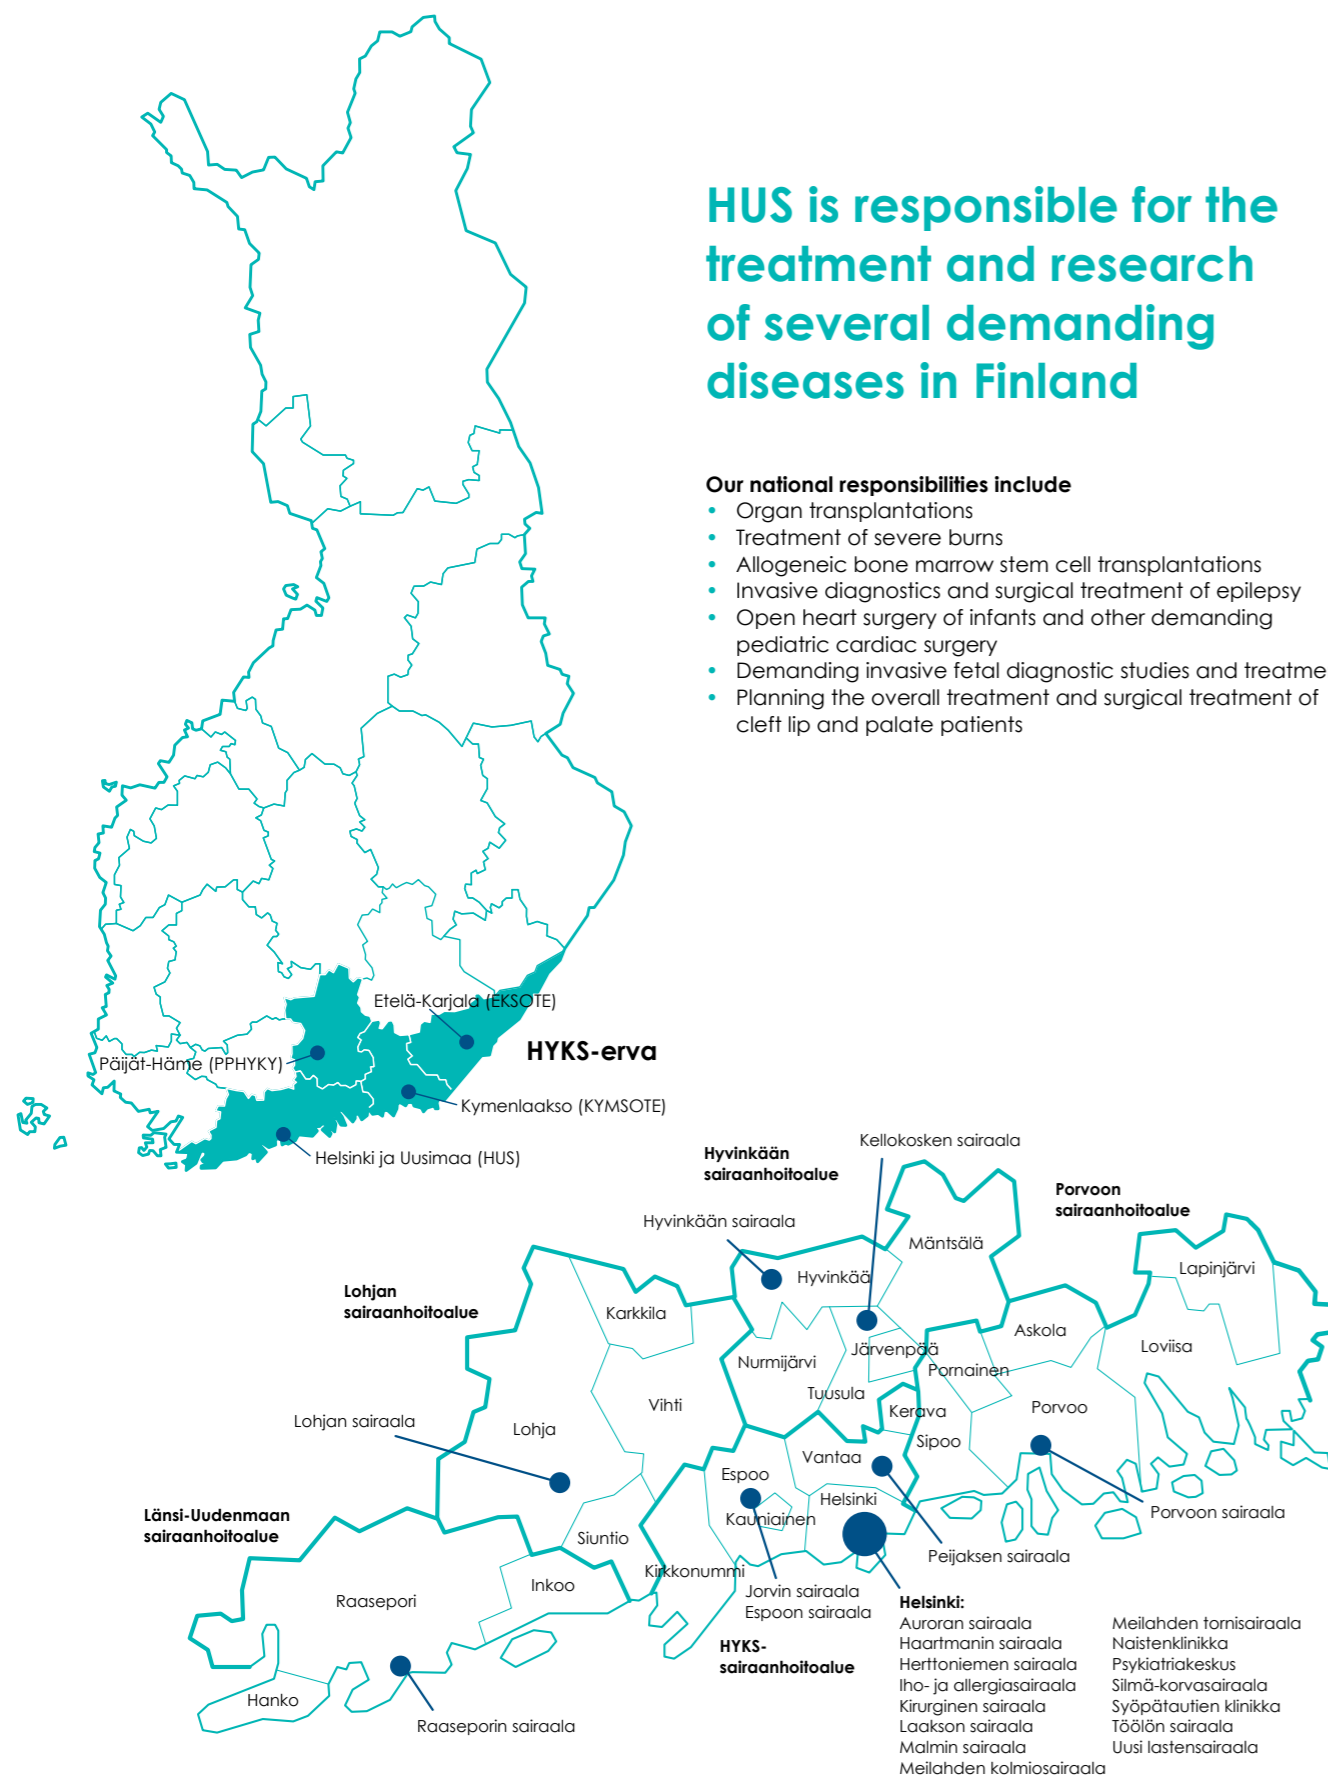 HUS is responsible for the
treatment and research
of several demanding
diseases in Finland
Our national responsibilities include
• Organ transplantations
• Treatment of severe burns
• Allogeneic bone marrow stem cell transplantations
• Invasive diagnostics and surgical treatment of epilepsy
• Open heart surgery of infants and other demanding
pediatric cardiac surgery
• Demanding invasive fetal diagnostic studies and treatme
• Planning the overall treatment and surgical treatment of
cleft lip and palate patients
Etelä-Karjala (EKSOTE)
HYKS-erva
Päijät-Häme (PPHYKY)
Kymenlaakso (KYMSOTE)
Helsinki ja Uusimaa (HUS)
Kellokosken sairaala
Hyvinkään
sairaanhoitoalue
Porvoon
sairaanhoitoalue
Hyvinkään sairaala
Mäntsälä
Lapinjärvi
Hyvinkää
Lohjan
sairaanhoitoalue
Karkkila
Askola
Loviisa
Järvenpää
Nurmijärvi
Pornainen
Tuusula
Vihti
Kerava
Porvoo
Lohjan sairaala
Lohja
Sipoo
Vantaa
Espoo
Helsinki
Kauniainen
Porvoon sairaala
Länsi-Uudenmaan
sairaanhoitoalue
Siuntio
Peijaksen sairaala
Kirkkonummi
Inkoo
Raasepori
Jorvin sairaala
Espoon sairaala
HYKS-
sairaanhoitoalue
Hanko
Raaseporin sairaala
Helsinki:
Auroran sairaala
Haartmanin sairaala
Herttoniemen sairaala
Iho- ja allergiasairaala
Kirurginen sairaala
Laakson sairaala
Malmin sairaala
Meilahden kolmiosairaala
Meilahden tornisairaala
Naistenklinikka
Psykiatriakeskus
Silmä-korvasairaala
Syöpätautien klinikka
Töölön sairaala
Uusi lastensairaala